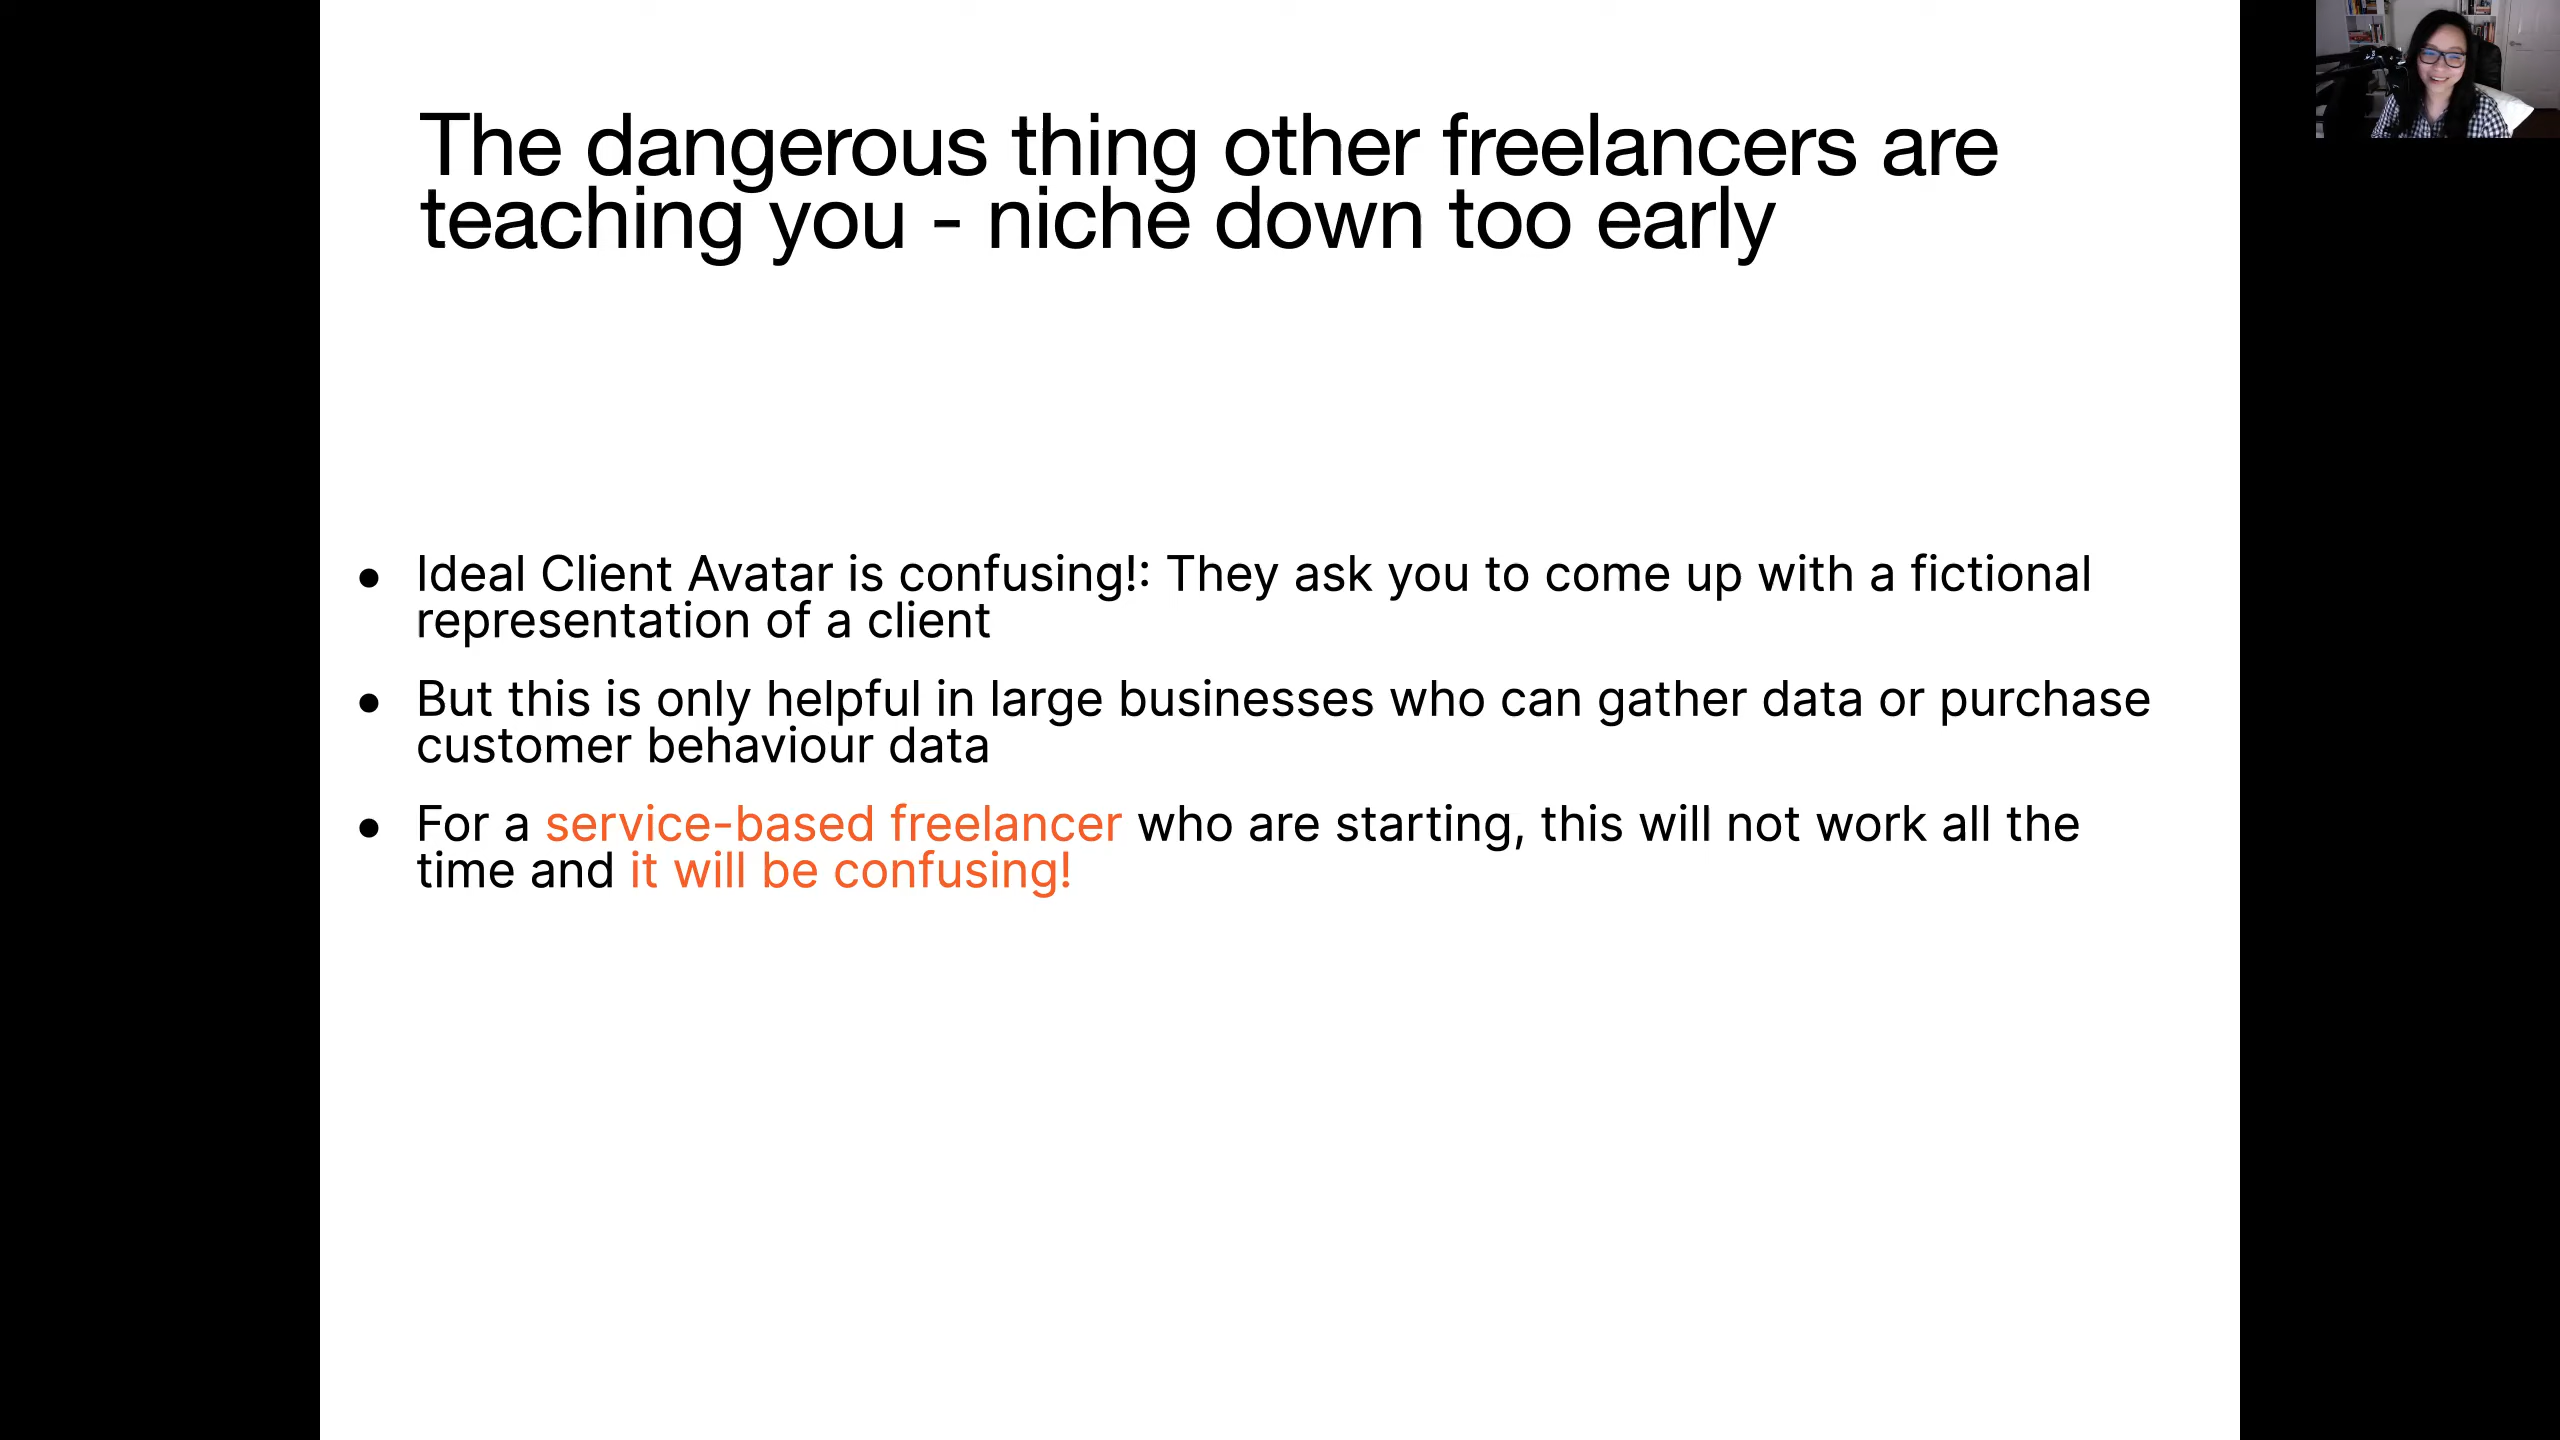 The dangerous thing other freelancers are
teaching you - niche down too early
● Ideal Client Avatar is confusing!: They ask you to come up with a fictional
representation of a client
● But this is only helpful in large businesses who can gather data or purchase
customer behaviour data
● For a service-based freelancer who are starting, this will not work all the
time and it will be confusing!